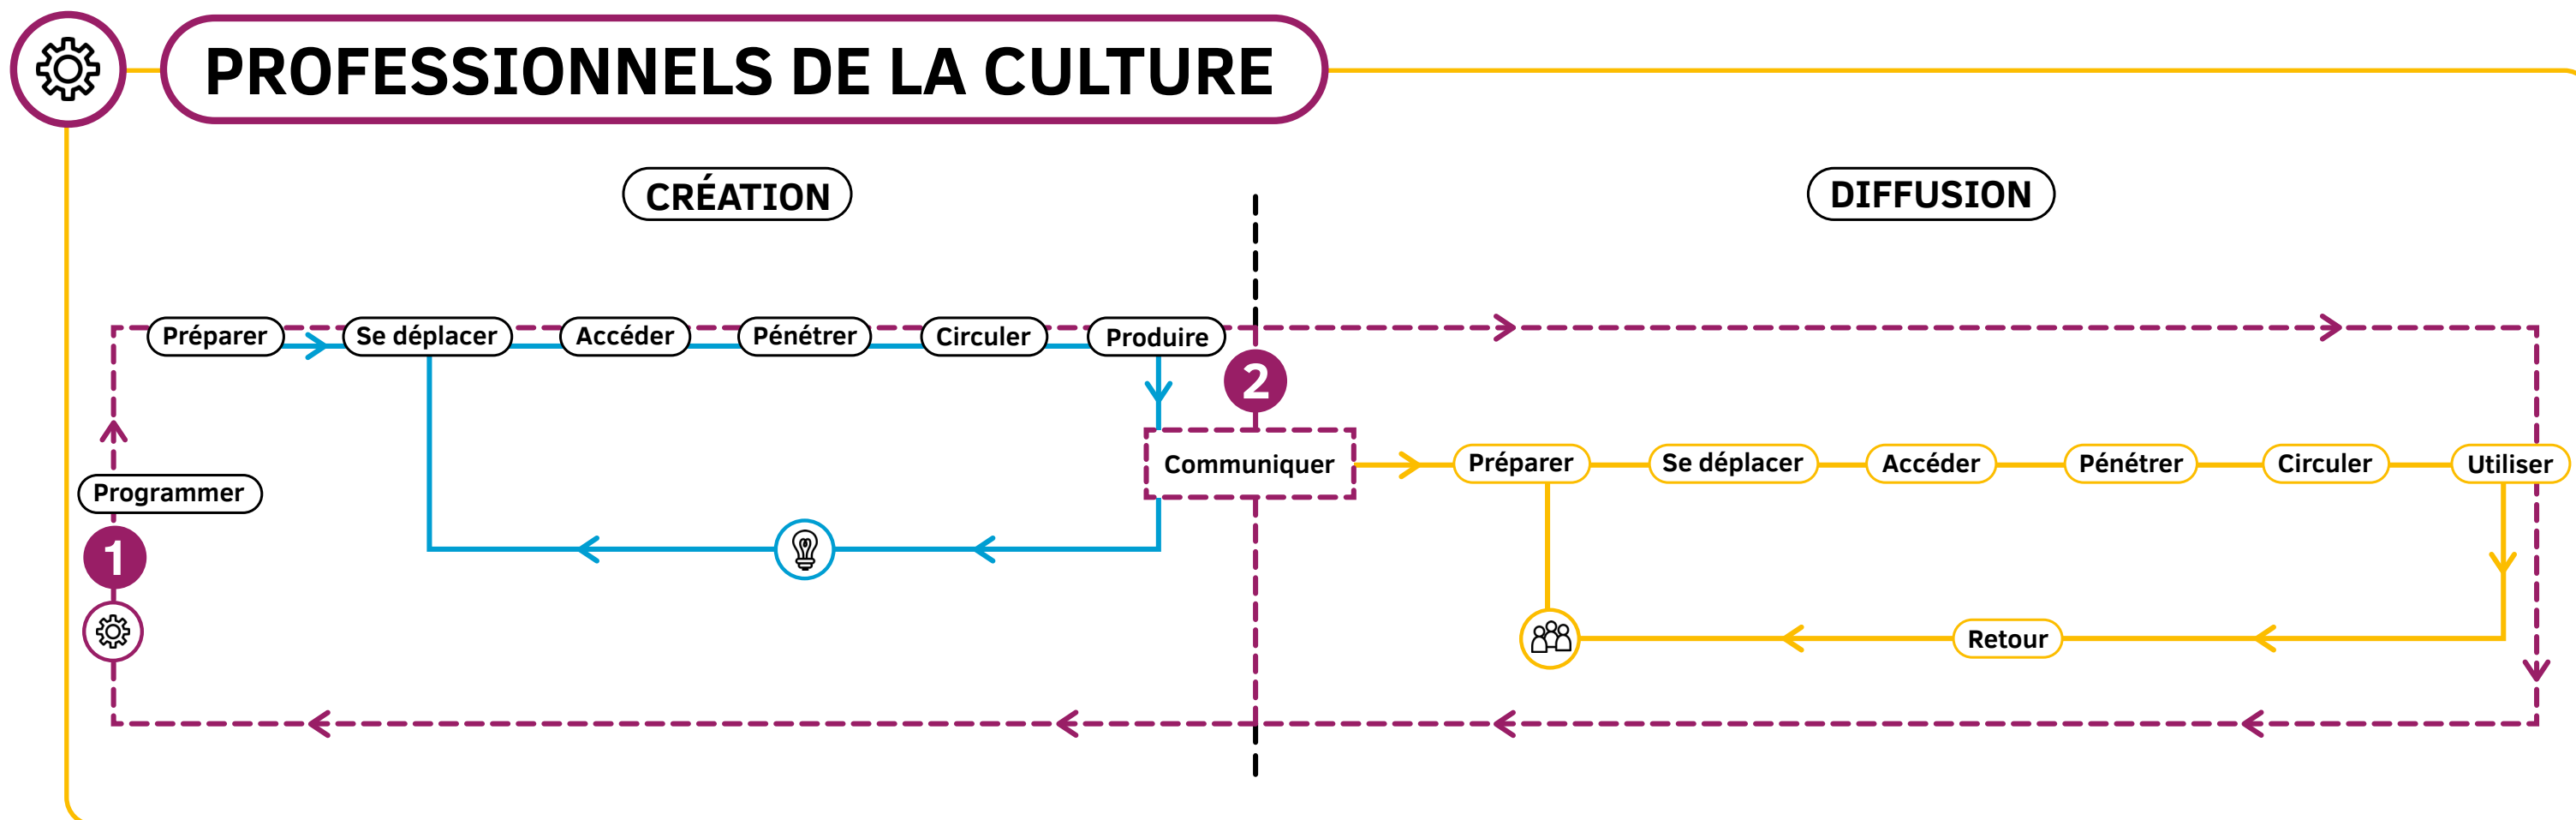 PROFESSIONNELS DE LA CULTURE
CRÉATION
DIFFUSION
Préparer
Se déplacer
Accéder
Pénétrer
Circuler
Produire
2
Communiquer
Préparer
Se déplacer
Accéder
Pénétrer
Circuler
Utiliser
Programmer
1
Retour